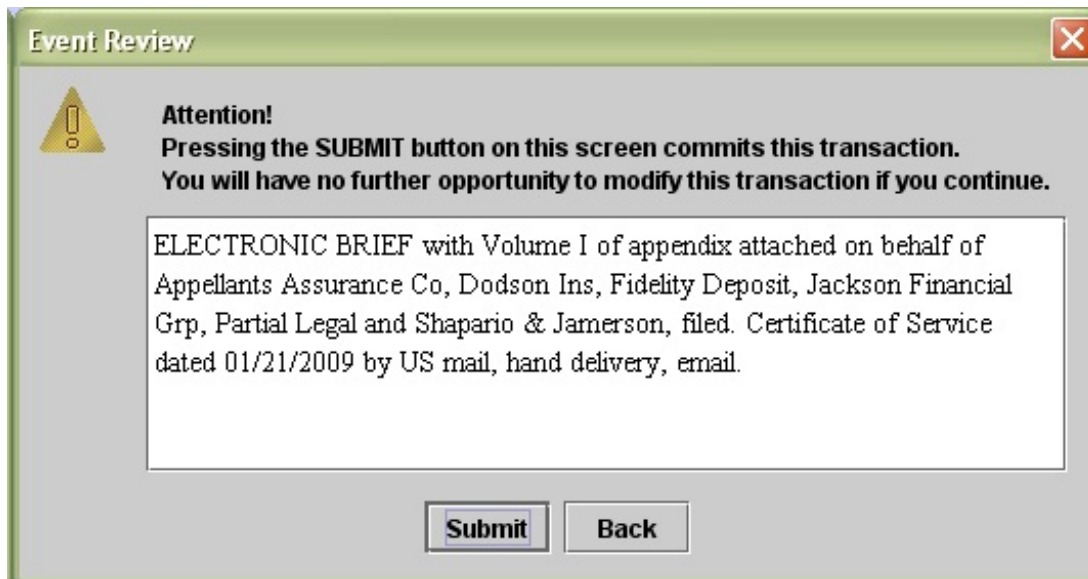 Event Review
Attention!
Pressing the SUBMIT button on this screen commits this transaction.
You will have no further opportunity to modify this transaction if you continue.
ELECTRONIC BRIEF with Volume I of appendix attached on behalf of
Appellants Assurance Co, Dodson Ins, Fidelity Deposit, Jackson Financial
Grp, Partial Legal and Shapario & Jamerson, filed. Certificate of Service
dated 01/21/2009 by US mail, hand delivery, email.
Submit
Back